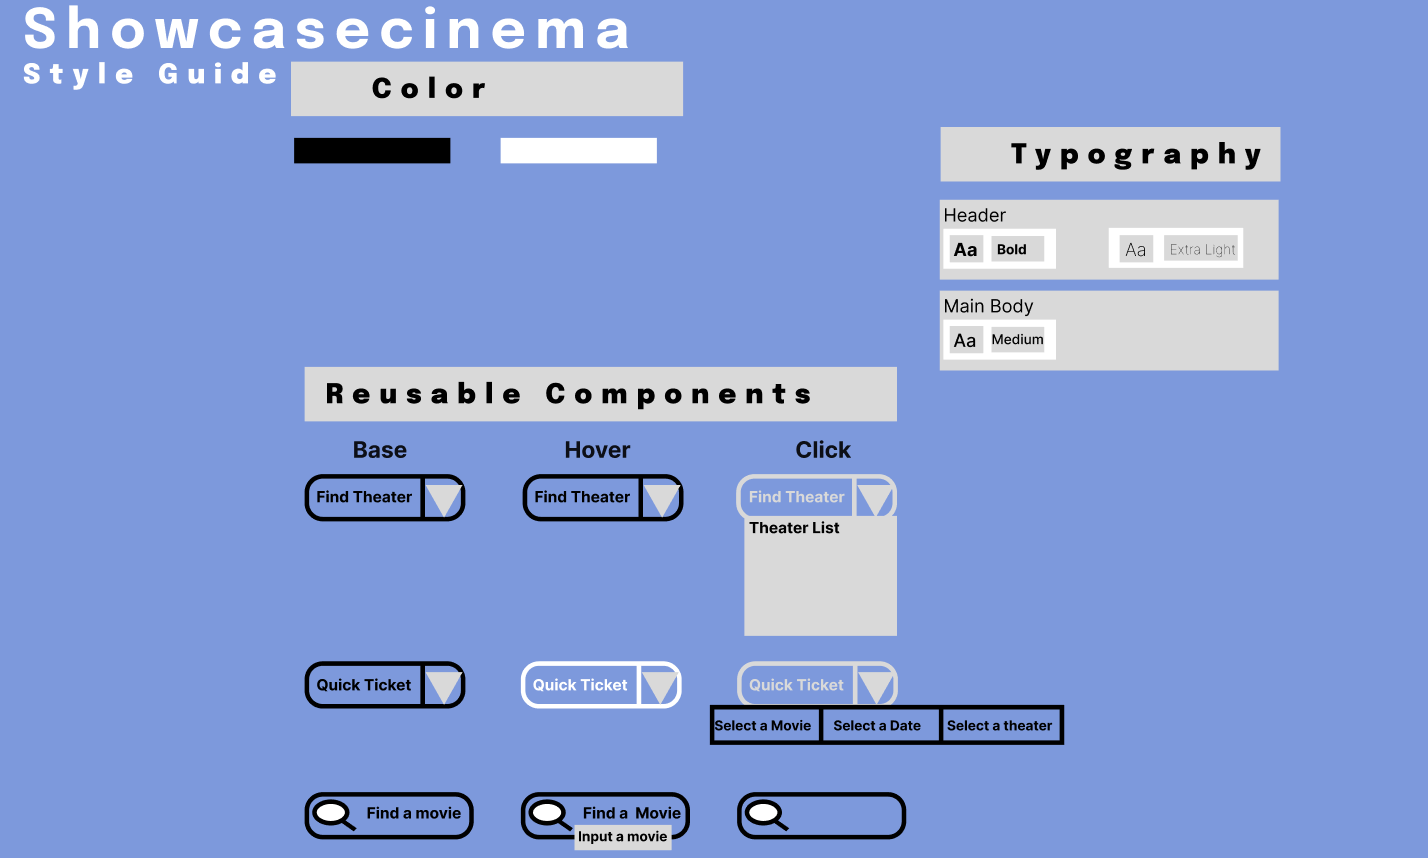 Showcasecinema
Style Guide
Color
Typography
Header
Aa Bold Aa Extra Light
Main Body
Aa Medium
Reusable Components
Base Hover Click
Find Theater Find Theater Find Theater
Theater List
Quick Ticket Quick Ticket Quick Ticket
Select a Movie Select a Date Select a theater
Find a movie Find a Movie
Input a movie